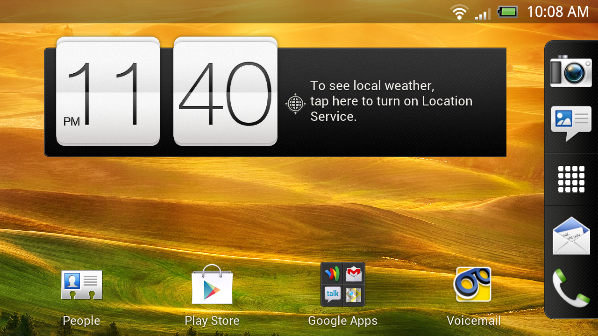 10:08 AM
PM 11 40
To see local weather,
tap here to turn on Location
Service.
talk
People
Play Store
Google Apps
Voicemail